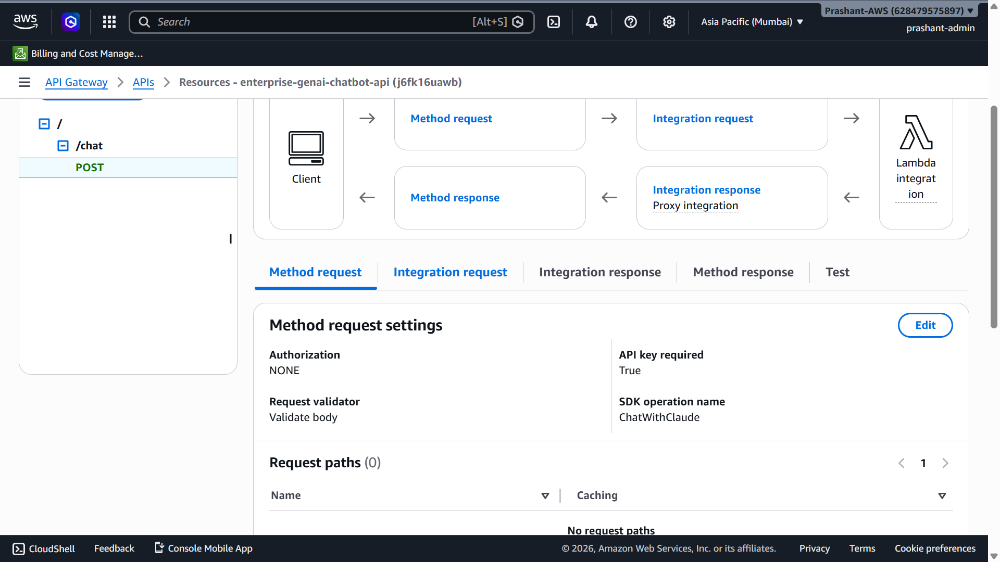 aws
Search
[Alt+S]
Asia Pacific (Mumbai)
Prashant-AWS (628479575897)
prashant-admin
Billing and Cost Manage...
API Gateway
APIs
Resources - enterprise-genai-chatbot-api (j6fk16uawb)
/
/chat
POST
Client
Method request
Integration request
Lambda
integrat
ion
Method response
Integration response
Proxy integration
Method request
Integration request
Integration response
Method response
Test
Method request settings
Edit
Authorization
NONE
API key required
True
Request validator
Validate body
SDK operation name
ChatWithClaude
Request paths (0)
1
Name
Caching
No request paths
CloudShell
Feedback
Console Mobile App
© 2026, Amazon Web Services, Inc. or its affiliates.
Privacy
Terms
Cookie preferences